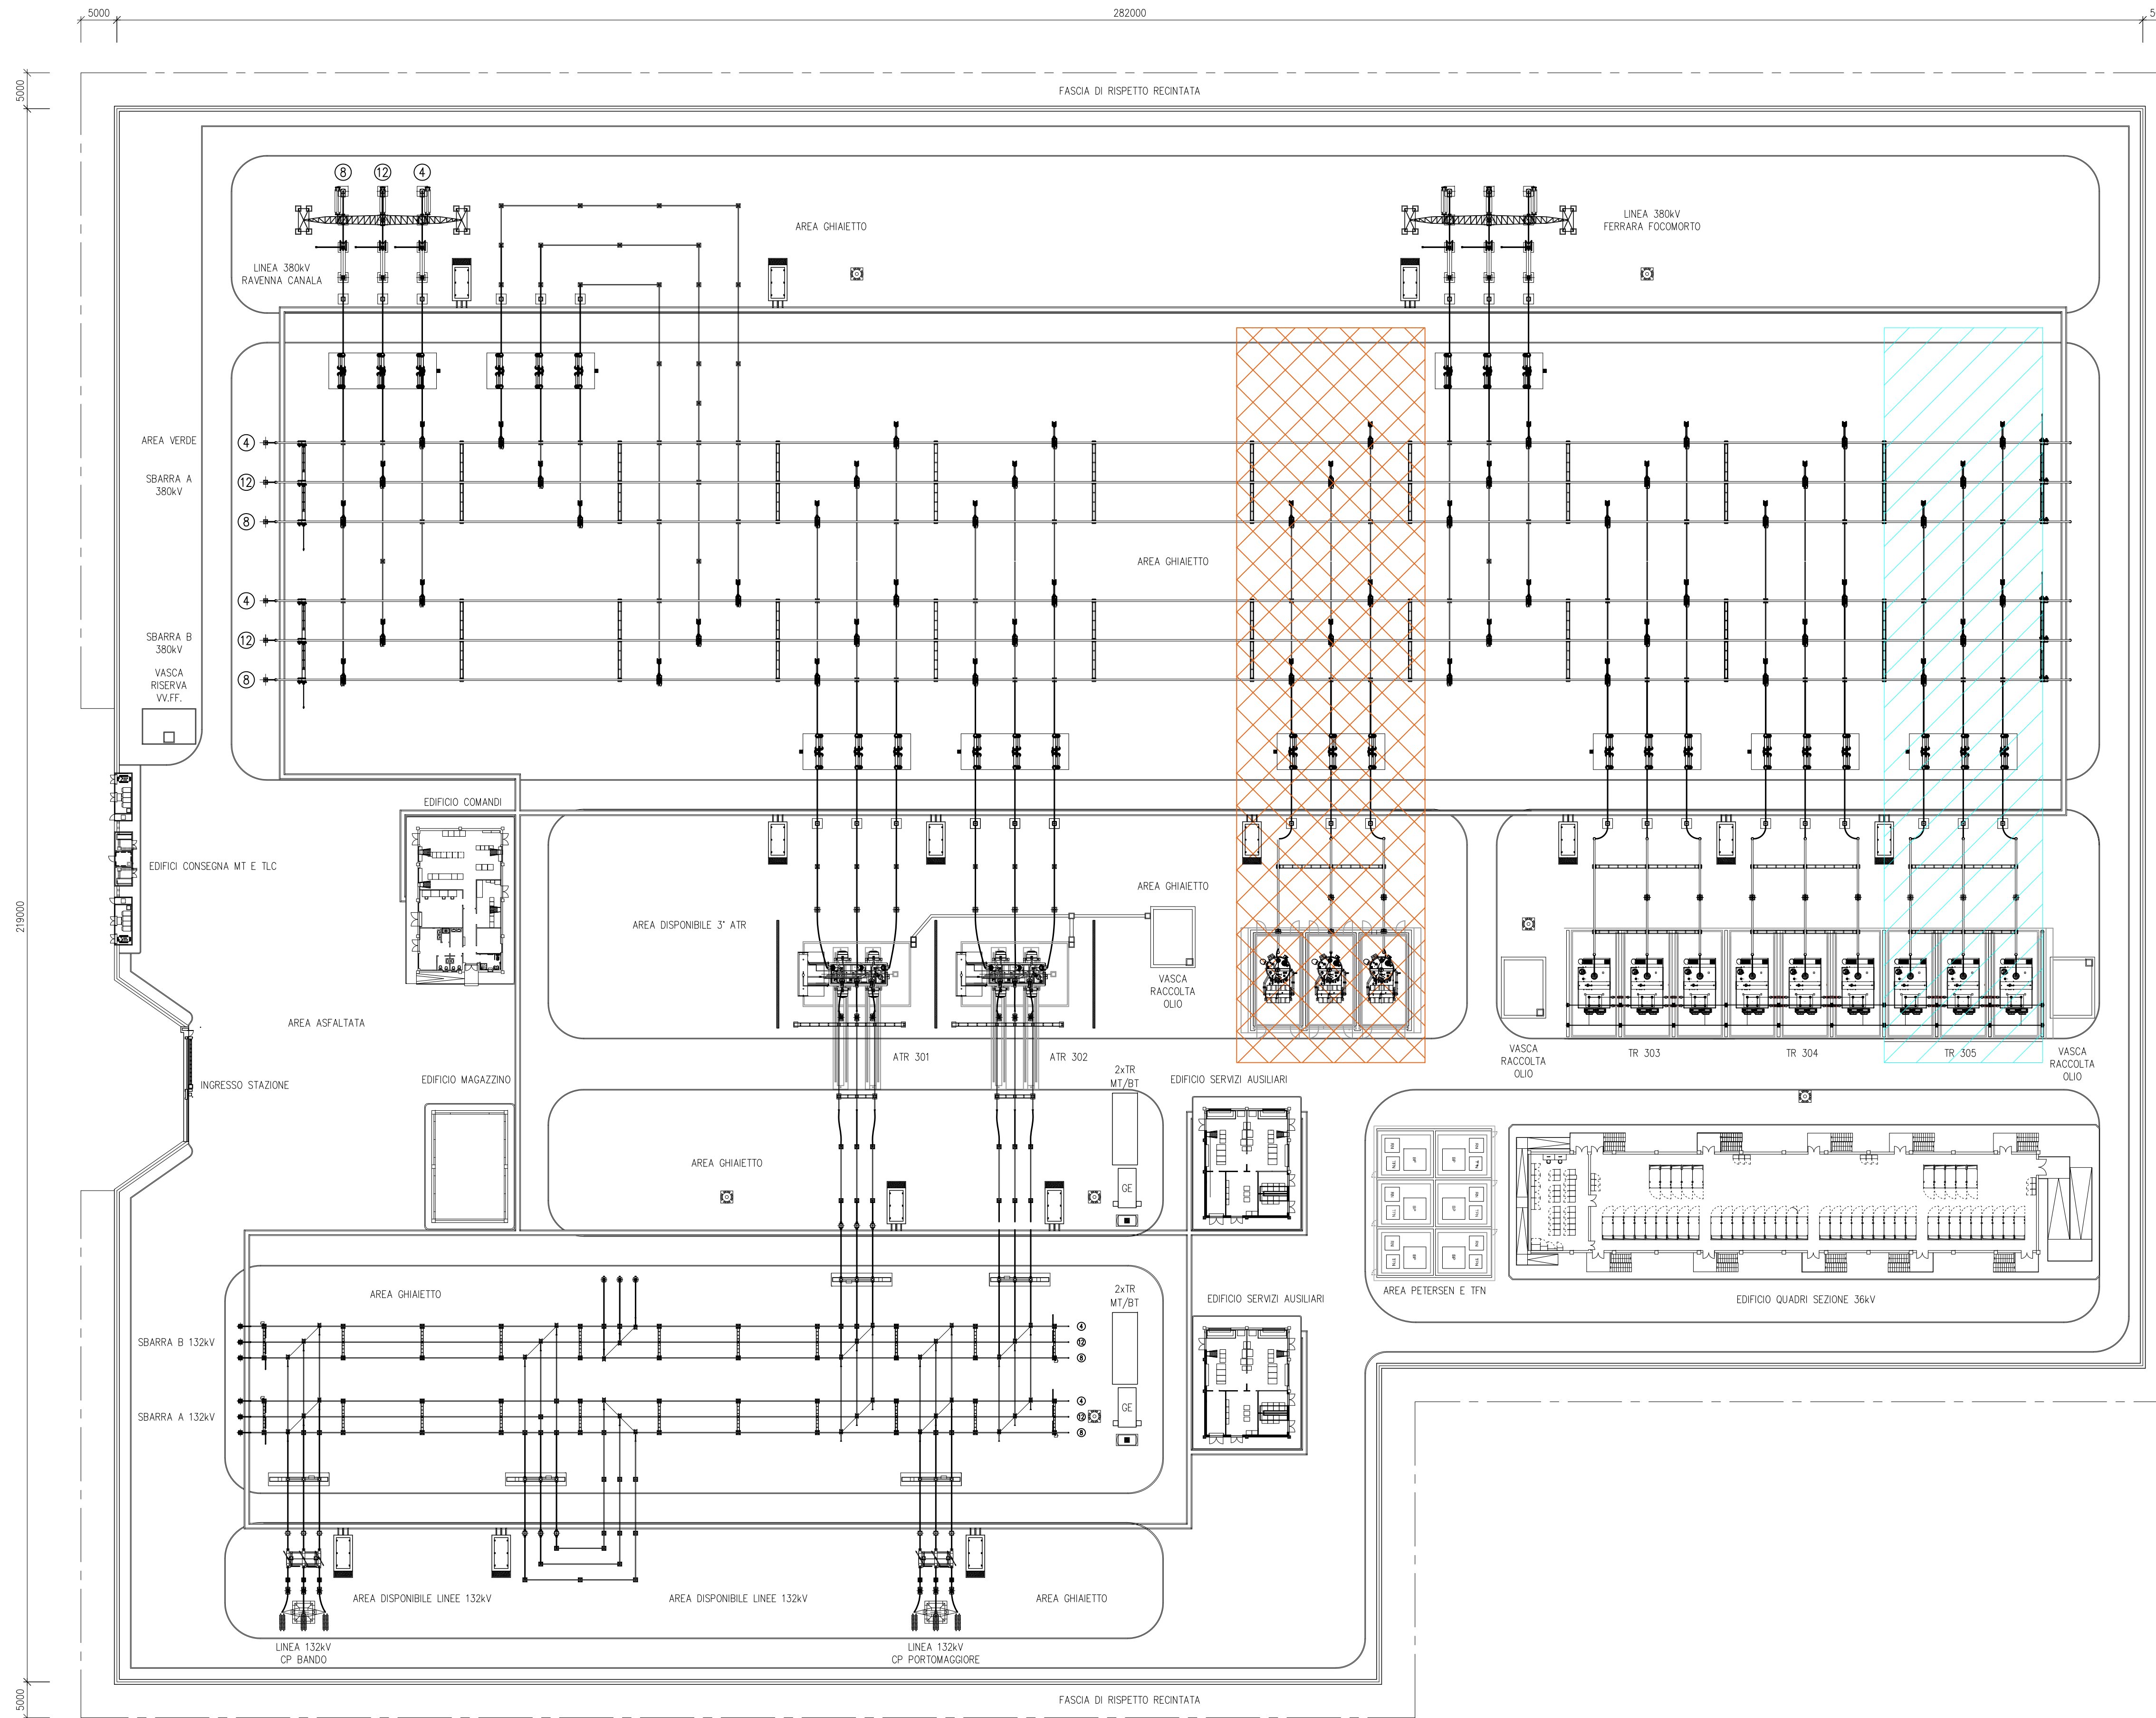 5000
282000
5
5000
FASCIA DI RISPETTO RECINTATA
8
12
4
AREA GHIAIETTO
LINEA 380kV
FERRARA FOCOMORTO
LINEA 380kV
RAVENNA CANALA
AREA VERDE
4
SBARRA A
380kV
12
8
AREA GHIAIETTO
4
SBARRA B
380kV
12
VASCA
RISERVA
VV.FF.
8
EDIFICIO COMANDI
EDIFICI CONSEGNA MT E TLC
219000
AREA GHIAIETTO
AREA DISPONIBILE 3° ATR
VASCA
RACCOLTA
OLIO
AREA ASFALTATA
ATR 301
ATR 302
VASCA
RACCOLTA
OLIO
TR 303
TR 304
TR 305
VASCA
RACCOLTA
OLIO
INGRESSO STAZIONE
EDIFICIO MAGAZZINO
2xTR
MT/BT
EDIFICIO SERVIZI AUSILIARI
AREA GHIAIETTO
GE
AREA PETERSEN E TFN
EDIFICIO QUADRI SEZIONE 36kV
AREA GHIAIETTO
2xTR
MT/BT
EDIFICIO SERVIZI AUSILIARI
SBARRA B 132kV
4
12
8
SBARRA A 132kV
4
12
8
GE
AREA DISPONIBILE LINEE 132kV
AREA DISPONIBILE LINEE 132kV
AREA GHIAIETTO
LINEA 132kV
CP BANDO
LINEA 132kV
CP PORTOMAGGIORE
5000
FASCIA DI RISPETTO RECINTATA